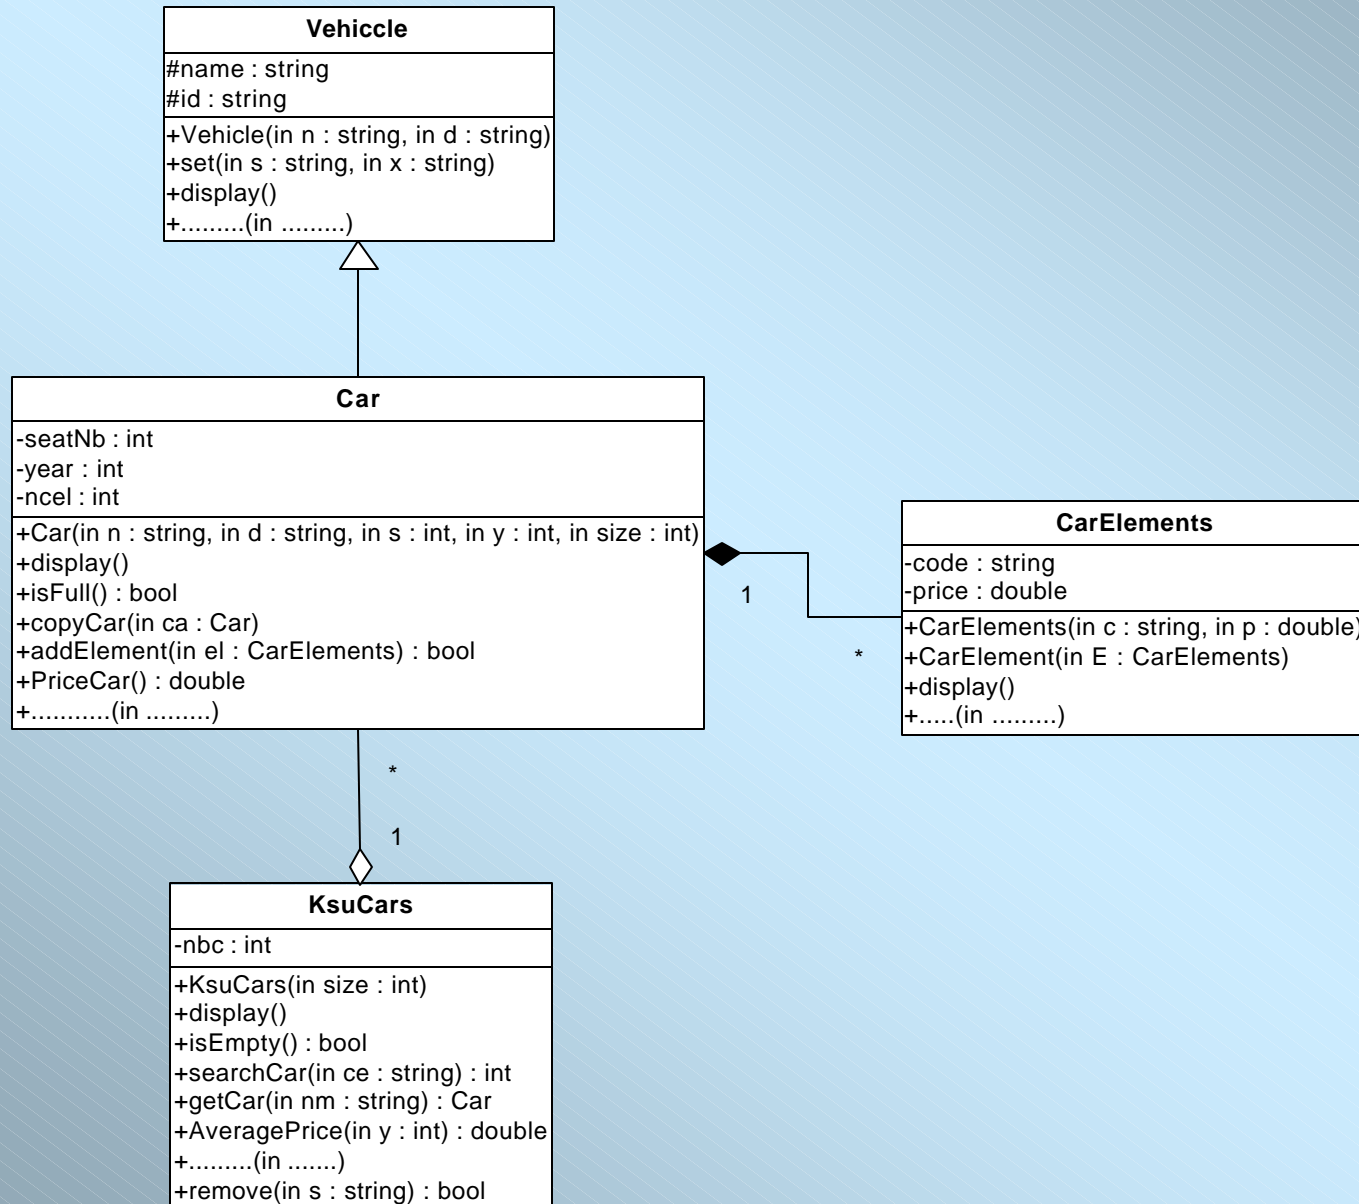 Vehiccle
#name : string
#id : string
+Vehicle(in n : string, in d : string)
+set(in s : string, in x : string)
+display()
+.........(in .........)
Car
-seatNb : int
-year : int
-ncel : int
+Car(in n : string, in d : string, in s : int, in y : int, in size : int)
+display()
+isFull() : bool
+copyCar(in ca : Car)
+addElement(in el : CarElements) : bool
+PriceCar() : double
+...........(in .........)
1
*
CarElements
-code : string
-price : double
+CarElements(in c : string, in p : double)
+CarElement(in E : CarElements)
+display()
+.....(in .........)
*
1
KsuCars
-nbc : int
+KsuCars(in size : int)
+display()
+isEmpty() : bool
+searchCar(in ce : string) : int
+getCar(in nm : string) : Car
+AveragePrice(in y : int) : double
+.........(in .......)
+remove(in s : string) : bool